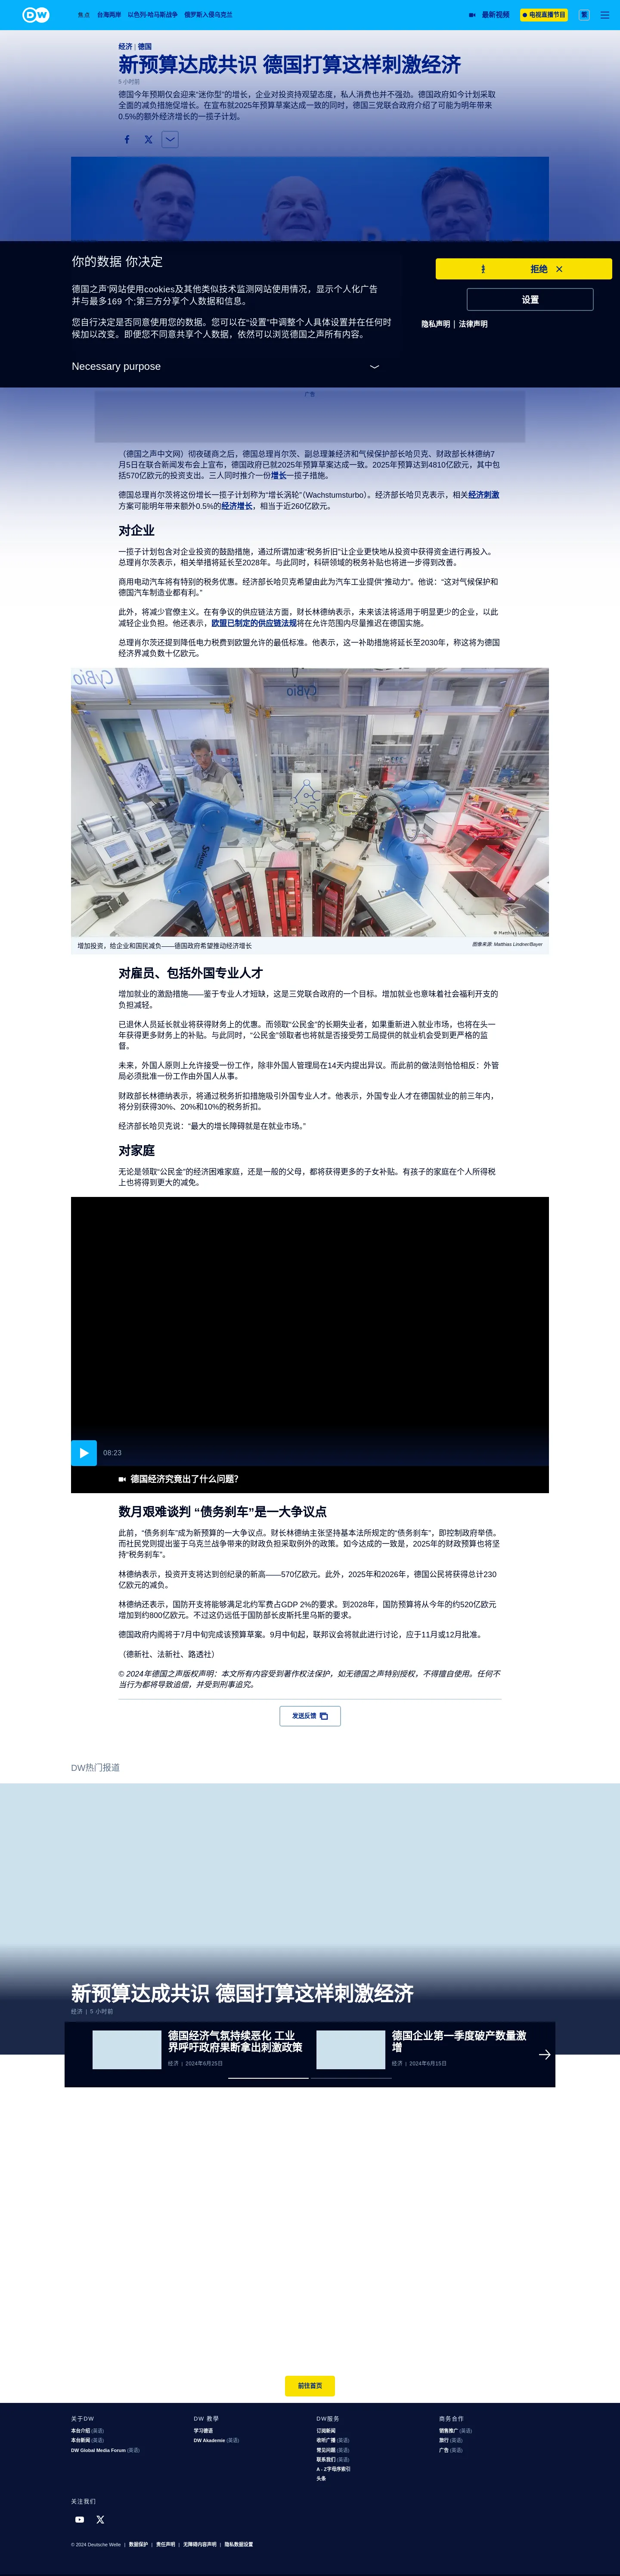 DW
焦点 台海两岸 以色列-哈马斯战争 俄罗斯入侵乌克兰
最新视频 电视直播节目 繁
经济 | 德国
新预算达成共识 德国打算这样刺激经济
5 小时前
德国今年预期仅会迎来“迷你型”的增长，企业对投资持观望态度，私人消费也并不强劲。德国政府如今计划采取
全面的减负措施促增长。在宣布就2025年预算草案达成一致的同时，德国三党联合政府介绍了可能为明年带来
0.5%的额外经济增长的一揽子计划。
你的数据 你决定
德国之声'网站使用cookies及其他类似技术监测网站使用情况，显示个人化广告
并与最多169 个;第三方分享个人数据和信息。
您自行决定是否同意使用您的数据。您可以在“设置”中调整个人具体设置并在任何时
候加以改变。即便您不同意共享个人数据，依然可以浏览德国之声所有内容。
Necessary purpose
拒绝
设置
隐私声明 | 法律声明
广告
（德国之声中文网）彻夜磋商之后，德国总理肖尔茨、副总理兼经济和气候保护部长哈贝克、财政部长林德纳7
月5日在联合新闻发布会上宣布，德国政府已就2025年预算草案达成一致。2025年预算达到4810亿欧元，其中包
括570亿欧元的投资支出。三人同时推介一份增长一揽子措施。
德国总理肖尔茨将这份增长一揽子计划称为“增长涡轮”（Wachstumsturbo）。经济部长哈贝克表示，相关经济刺激
方案可能明年带来额外0.5%的经济增长，相当于近260亿欧元。
对企业
一揽子计划包含对企业投资的鼓励措施，通过所谓加速“税务折旧”让企业更快地从投资中获得资金进行再投入。
总理肖尔茨表示，相关举措将延长至2028年。与此同时，科研领域的税务补贴也将进一步得到改善。
商用电动汽车将有特别的税务优惠。经济部长哈贝克希望由此为汽车工业提供“推动力”。他说：“这对气候保护和
德国汽车制造业都有利。”
此外，将减少官僚主义。在有争议的供应链法方面，财长林德纳表示，未来该法将适用于明显更少的企业，以此
减轻企业负担。他还表示，欧盟已制定的供应链法规将在允许范围内尽量推迟在德国实施。
总理肖尔茨还提到降低电力税费到欧盟允许的最低标准。他表示，这一补助措施将延长至2030年，称这将为德国
经济界减负数十亿欧元。
© Matthias Lindner/Bayer
增加投资，给企业和国民减负——德国政府希望推动经济增长
图像来源: Matthias Lindner/Bayer
对雇员、包括外国专业人才
增加就业的激励措施——鉴于专业人才短缺，这是三党联合政府的一个目标。增加就业也意味着社会福利开支的
负担减轻。
已退休人员延长就业将获得财务上的优惠。而领取“公民金”的长期失业者，如果重新进入就业市场，也将在头一
年获得更多财务上的补贴。与此同时，“公民金”领取者也将就是否接受劳工局提供的就业机会受到更严格的监
督。
未来，外国人原则上允许接受一份工作，除非外国人管理局在14天内提出异议。而此前的做法则恰恰相反：外管
局必须批准一份工作由外国人从事。
财政部长林德纳表示，将通过税务折扣措施吸引外国专业人才。他表示，外国专业人才在德国就业的前三年内，
将分别获得30%、20%和10%的税务折扣。
经济部长哈贝克说：“最大的增长障碍就是在就业市场。”
对家庭
无论是领取“公民金”的经济困难家庭，还是一般的父母，都将获得更多的子女补贴。有孩子的家庭在个人所得税
上也将得到更大的减免。
08:23
德国经济究竟出了什么问题？
数月艰难谈判 “债务刹车”是一大争议点
此前，“债务刹车”成为新预算的一大争议点。财长林德纳主张坚持基本法所规定的“债务刹车”，即控制政府举债。
而社民党则提出鉴于乌克兰战争带来的财政负担采取例外的政策。如今达成的一致是，2025年的财政预算也将坚
持“税务刹车”。
林德纳表示，投资开支将达到创纪录的新高——570亿欧元。此外，2025年和2026年，德国公民将获得总计230
亿欧元的减负。
林德纳还表示，国防开支将能够满足北约军费占GDP 2%的要求。到2028年，国防预算将从今年的约520亿欧元
增加到约800亿欧元。不过这仍远低于国防部长皮斯托里乌斯的要求。
德国政府内阁将于7月中旬完成该预算草案。9月中旬起，联邦议会将就此进行讨论，应于11月或12月批准。
（德新社、法新社、路透社）
© 2024年德国之声版权声明：本文所有内容受到著作权法保护，如无德国之声特别授权，不得擅自使用。任何不
当行为都将导致追偿，并受到刑事追究。
发送反馈
DW热门报道
新预算达成共识 德国打算这样刺激经济
经济 | 5 小时前
德国经济气氛持续恶化 工业
界呼吁政府果断拿出刺激政策
经济 | 2024年6月25日
德国企业第一季度破产数量激
增
经济 | 2024年6月15日
前往首页
关于DW
本台介绍 (英语)
本台新闻 (英语)
DW Global Media Forum (英语)
DW 教學
学习德语
DW Akademie (英语)
DW服务
订阅新闻
收听广播 (英语)
常见问题 (英语)
联系我们 (英语)
A - Z字母序索引
头条
商务合作
销售推广 (英语)
旅行 (英语)
广告 (英语)
关注我们
© 2024 Deutsche Welle | 数据保护 | 责任声明 | 无障碍内容声明 | 隐私数据设置